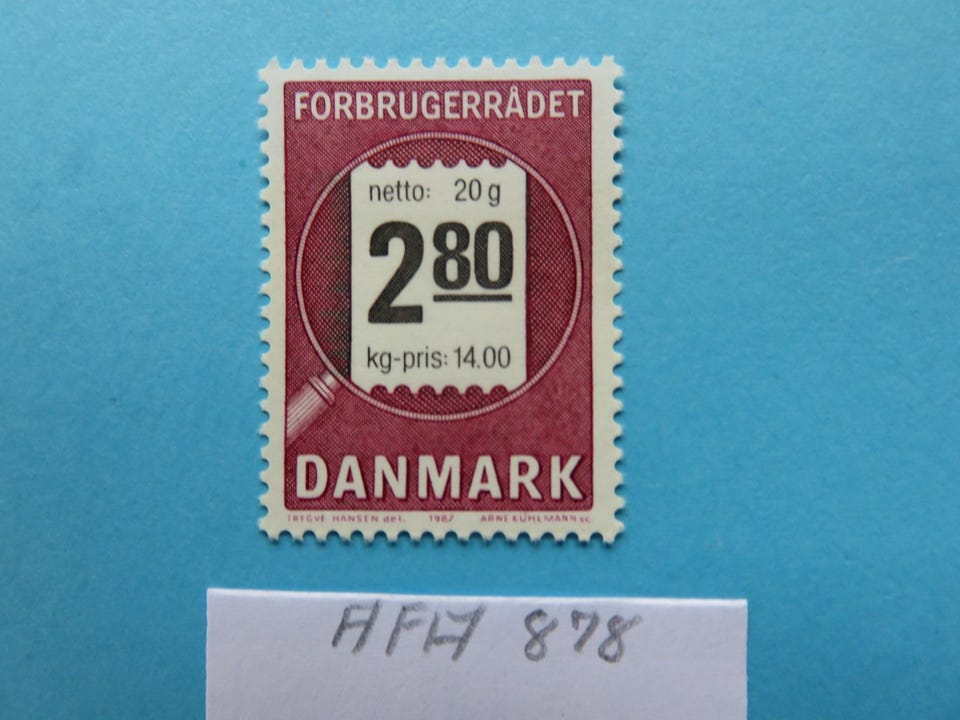 FORBRUGERRÅDET
netto: 20 g
2 80
kg-pris: 14.00
DANMARK
TRYGVE HANSEN del. 1987 ARNE KÜHLMANN sc.
AFA 878